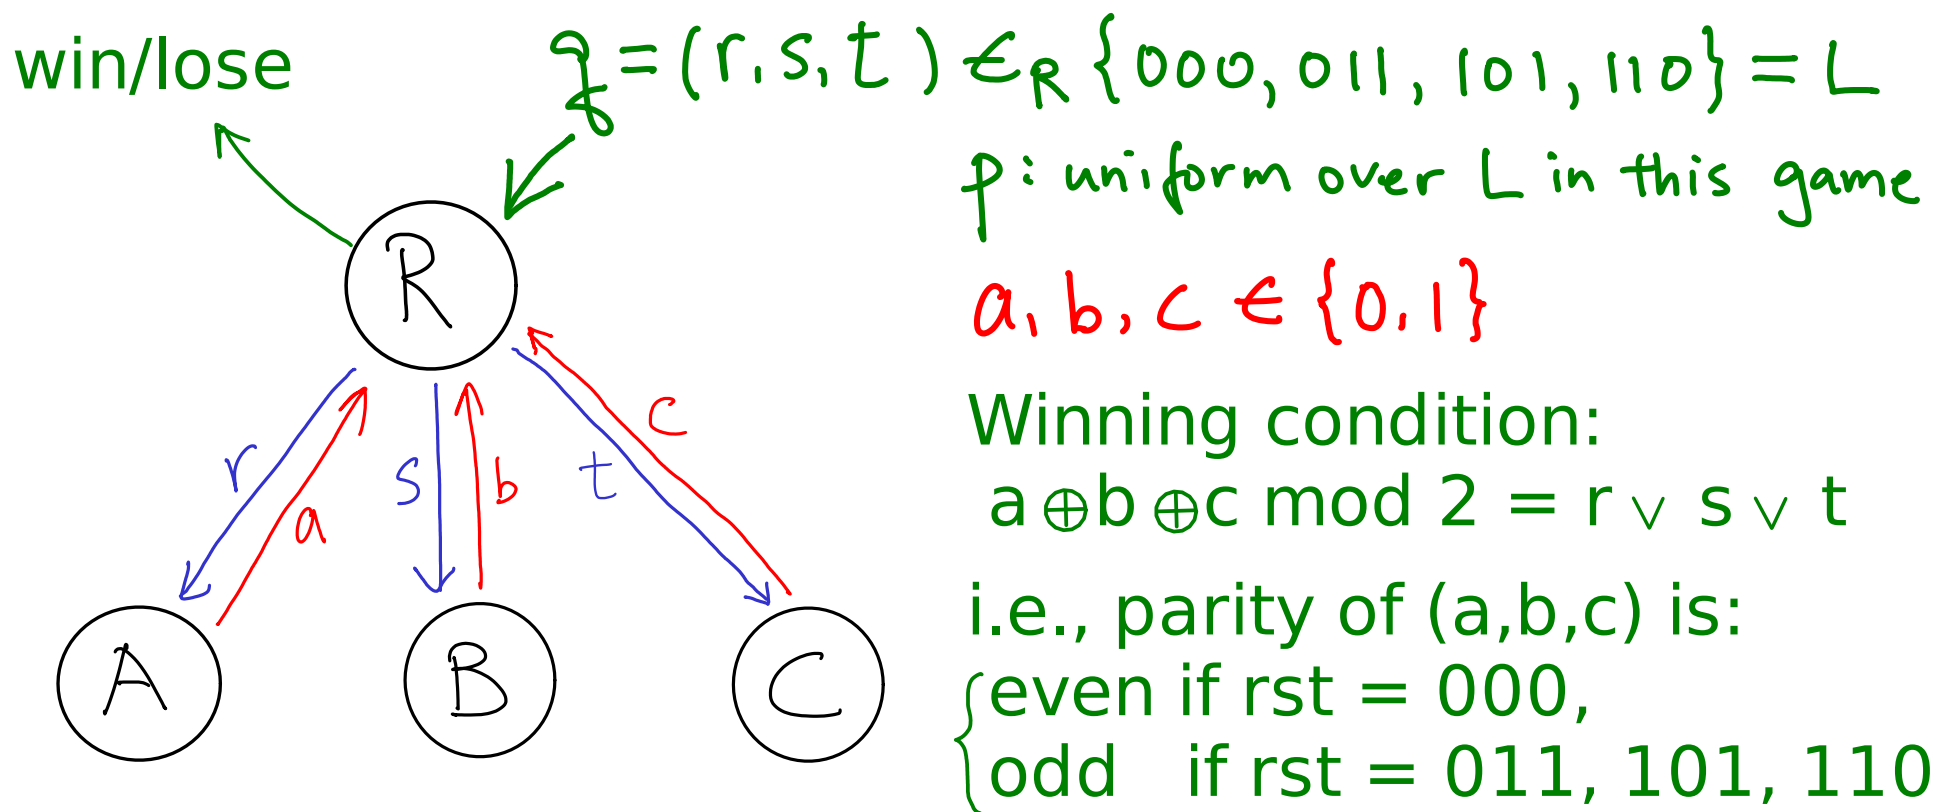 win/lose
q = (r, s, t) ∈R {000, 011, 101, 110} = L
p: uniform over L in this game
R
a, b, c ∈ {0, 1}
Winning condition:
a ⊕ b ⊕ c mod 2 = r ∨ s ∨ t
r
a
s
b
t
c
i.e., parity of (a,b,c) is:
even if rst = 000,
odd if rst = 011, 101, 110
A
B
C